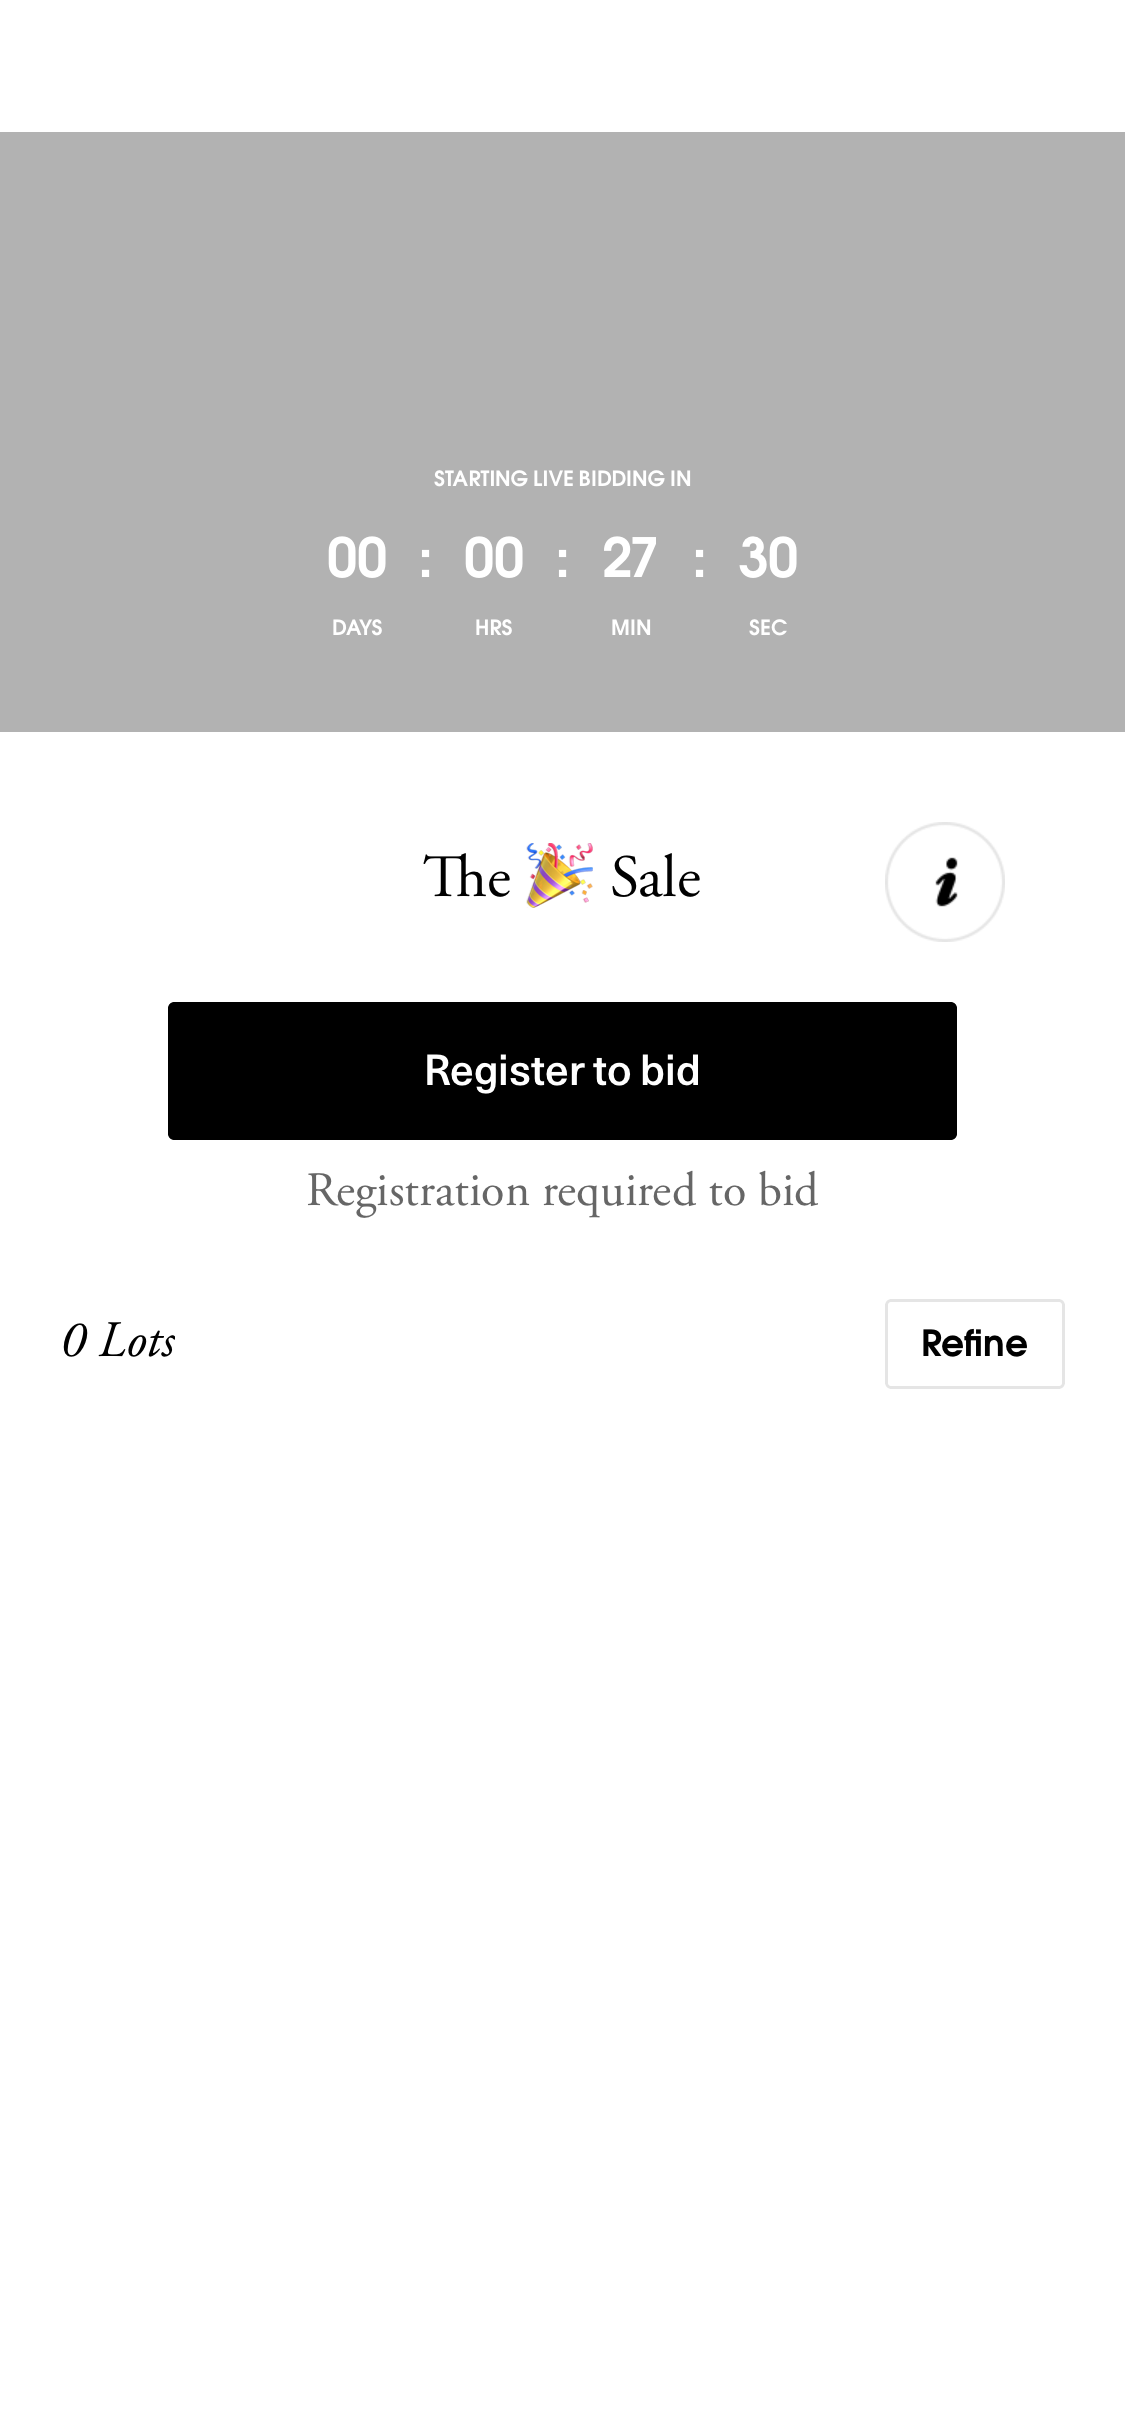 STARTING LIVE BIDDING IN
00 : 00 : 27 : 30
DAYS HRS MIN SEC
The 🎉 Sale
i
Register to bid
Registration required to bid
0 Lots
Refine